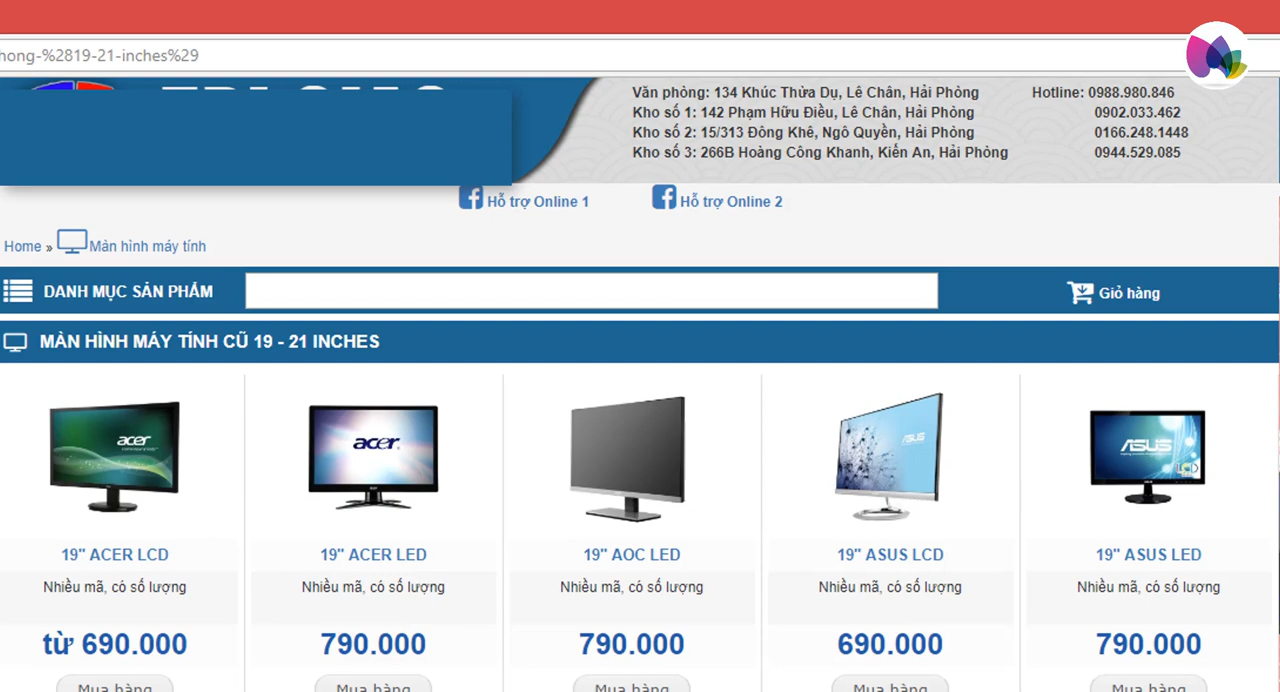 hong-%2819-21-inches%29
Văn phòng: 134 Khúc Thừa Dụ, Lê Chân, Hải Phòng
Hotline: 0988.980.846
Kho số 1: 142 Phạm Hữu Điều, Lê Chân, Hải Phòng
0902.033.462
Kho số 2: 15/313 Đông Khê, Ngô Quyền, Hải Phòng
0166.248.1448
Kho số 3: 266B Hoàng Công Khanh, Kiến An, Hải Phòng
0944.529.085
Hỗ trợ Online 1
Hỗ trợ Online 2
Home » Màn hình máy tính
DANH MỤC SẢN PHẨM
Giỏ hàng
MÀN HÌNH MÁY TÍNH CŨ 19 - 21 INCHES
acer
acer
ASUS
ASUS
LCD
19" ACER LCD
19" ACER LED
19" AOC LED
19" ASUS LCD
19" ASUS LED
Nhiều mã, có số lượng
Nhiều mã, có số lượng
Nhiều mã, có số lượng
Nhiều mã, có số lượng
Nhiều mã, có số lượng
từ 690.000
790.000
790.000
690.000
790.000
Mua hàng
Mua hàng
Mua hàng
Mua hàng
Mua hàng